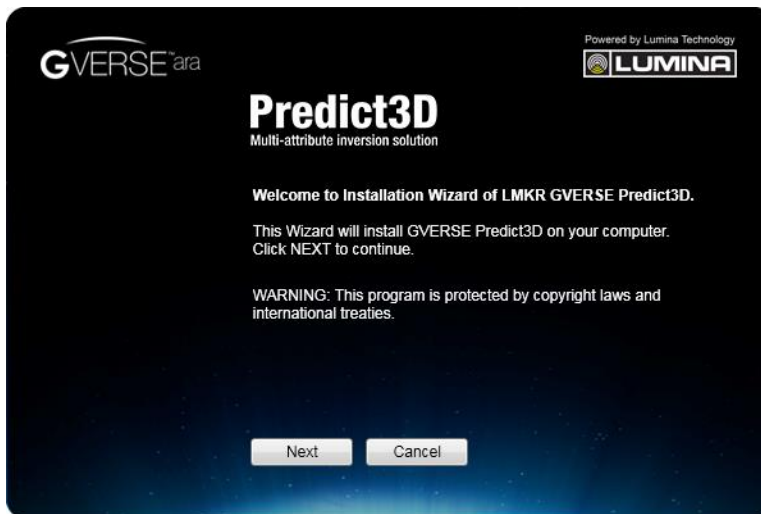 GVERSE™ara
Powered by Lumina Technology
LUMINA
Predict3D
Multi-attribute inversion solution
Welcome to Installation Wizard of LMKR GVERSE Predict3D.
This Wizard will install GVERSE Predict3D on your computer.
Click NEXT to continue.
WARNING: This program is protected by copyright laws and
international treaties.
Next
Cancel